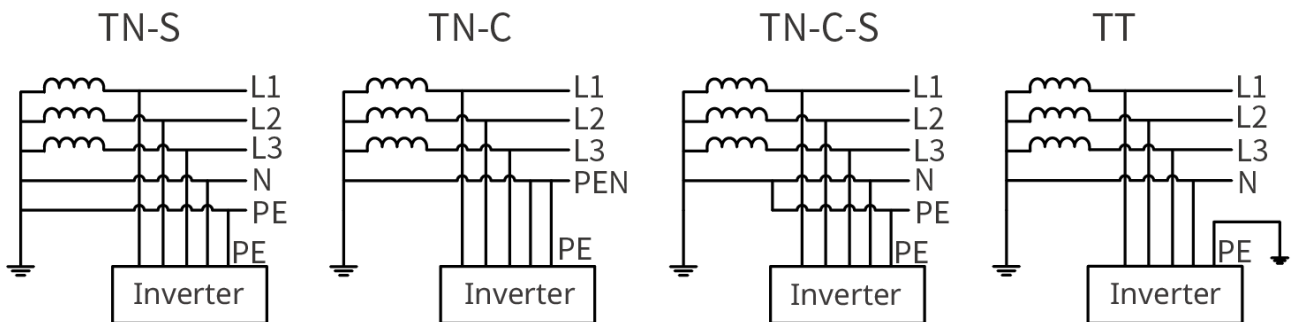 TN-S
TN-C
TN-C-S
TT
L1
L2
L3
N
PE
PE
Inverter
L1
L2
L3
PEN
PE
Inverter
L1
L2
L3
N
PE
PE
Inverter
L1
L2
L3
N
PE
Inverter